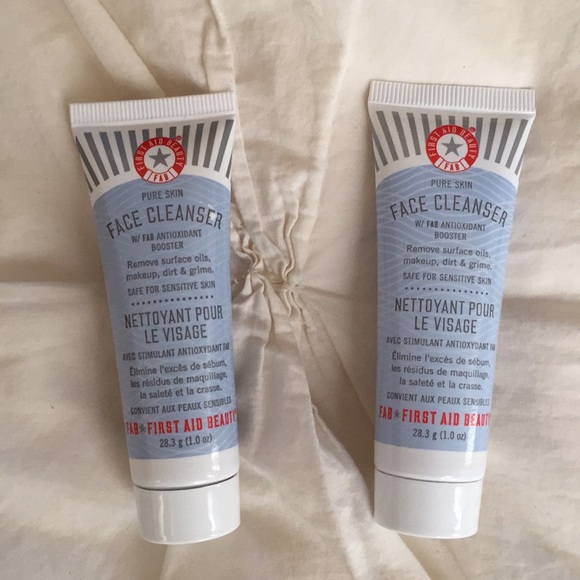 FIRST AID BEAUTY
FAB
PURE SKIN
FACE CLEANSER
W/ FAB ANTIOXIDANT
BOOSTER
Remove surface oils,
makeup, dirt & grime.
SAFE FOR SENSITIVE SKIN
NETTOYANT POUR
LE VISAGE
AVEC STIMULANT ANTIOXYDANT FAB
Élimine l'excès de sébum,
les résidus de maquillage,
la saleté et la crasse.
CONVIENT AUX PEAUX SENSIBLES
FAB★FIRST AID BEAUTY
28.3 g (1.0 oz)
FIRST AID BEAUTY
FAB
PURE SKIN
FACE CLEANSER
W/ FAB ANTIOXIDANT
BOOSTER
Remove surface oils,
makeup, dirt & grime.
SAFE FOR SENSITIVE SKIN
NETTOYANT POUR
LE VISAGE
AVEC STIMULANT ANTIOXYDANT FAB
Élimine l'excès de sébum,
les résidus de maquillage,
la saleté et la crasse.
CONVIENT AUX PEAUX SENSIBLES
FAB★FIRST AID BEAUTY
28.3 g (1.0 oz)